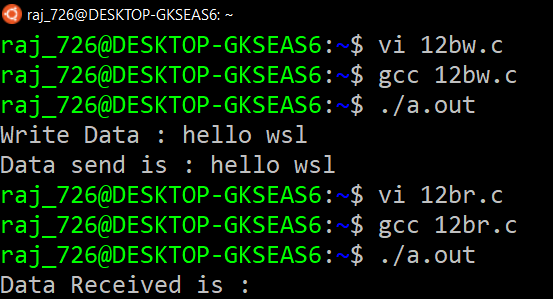 raj_726@DESKTOP-GKSEAS6: ~
raj_726@DESKTOP-GKSEAS6:~$ vi 12bw.c
raj_726@DESKTOP-GKSEAS6:~$ gcc 12bw.c
raj_726@DESKTOP-GKSEAS6:~$ ./a.out
Write Data : hello wsl
Data send is : hello wsl
raj_726@DESKTOP-GKSEAS6:~$ vi 12br.c
raj_726@DESKTOP-GKSEAS6:~$ gcc 12br.c
raj_726@DESKTOP-GKSEAS6:~$ ./a.out
Data Received is :